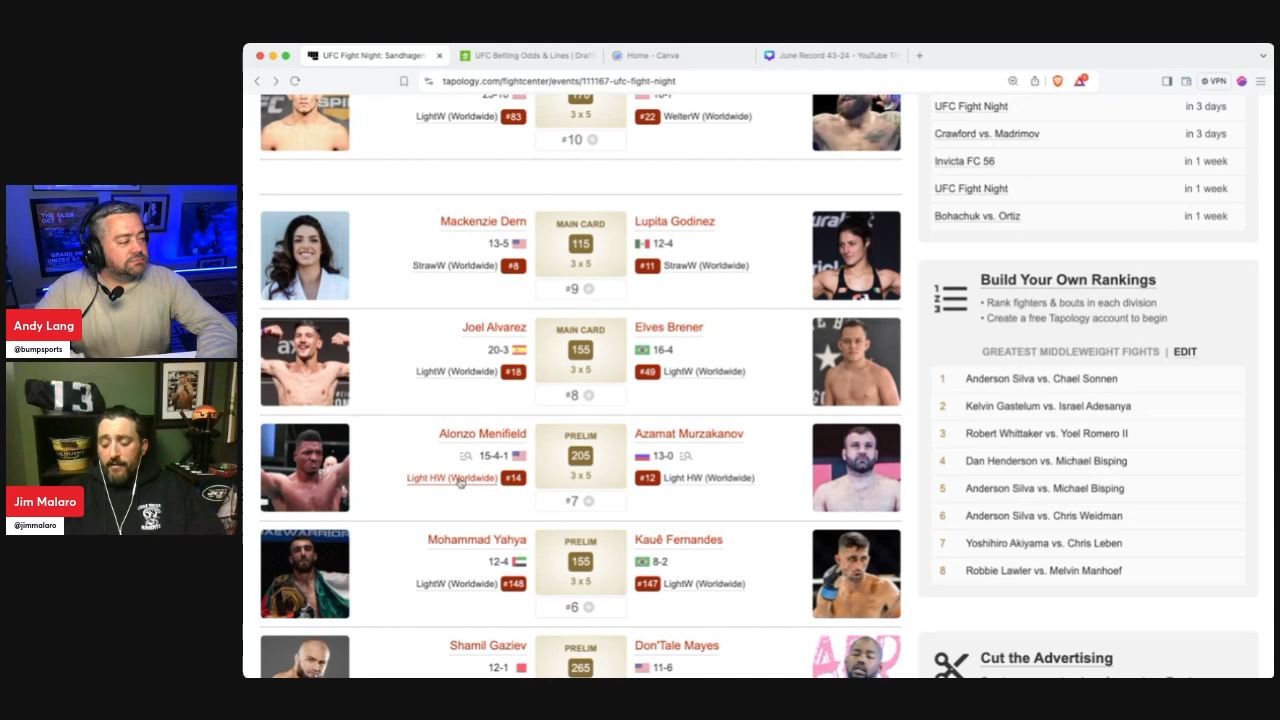 UFC Fight Night: Sandhagen
UFC Betting Odds & Lines | Draft
Home - Canva
June Record 43-24 - YouTube Th
tapology.com/fightcenter/events/111167-ufc-fight-night
VPN
LightW (Worldwide) #83
3 x 5
#22 WelterW (Worldwide)
#10
Mackenzie Dern
MAIN CARD
Lupita Godinez
13-5
115
12-4
StrawW (Worldwide) #8
3 x 5
#11 StrawW (Worldwide)
#9
Joel Alvarez
MAIN CARD
Elves Brener
20-3
155
16-4
LightW (Worldwide) #18
3 x 5
#49 LightW (Worldwide)
#8
Alonzo Menifield
PRELIM
Azamat Murzakanov
15-4-1
205
13-0
Light HW (Worldwide) #14
3 x 5
#12 Light HW (Worldwide)
#7
Mohammad Yahya
PRELIM
Kauê Fernandes
12-4
155
8-2
LightW (Worldwide) #148
3 x 5
#147 LightW (Worldwide)
#6
Shamil Gaziev
PRELIM
Don'Tale Mayes
12-1
265
11-6
UFC Fight Night in 3 days
Crawford vs. Madrimov in 3 days
Invicta FC 56 in 1 week
UFC Fight Night in 1 week
Bohachuk vs. Ortiz in 1 week
Build Your Own Rankings
• Rank fighters & bouts in each division
• Create a free Tapology account to begin
GREATEST MIDDLEWEIGHT FIGHTS | EDIT
1 Anderson Silva vs. Chael Sonnen
2 Kelvin Gastelum vs. Israel Adesanya
3 Robert Whittaker vs. Yoel Romero II
4 Dan Henderson vs. Michael Bisping
5 Anderson Silva vs. Michael Bisping
6 Anderson Silva vs. Chris Weidman
7 Yoshihiro Akiyama vs. Chris Leben
8 Robbie Lawler vs. Melvin Manhoef
Cut the Advertising
Andy Lang
@bumpsports
13
Jim Malaro
@jimmalaro